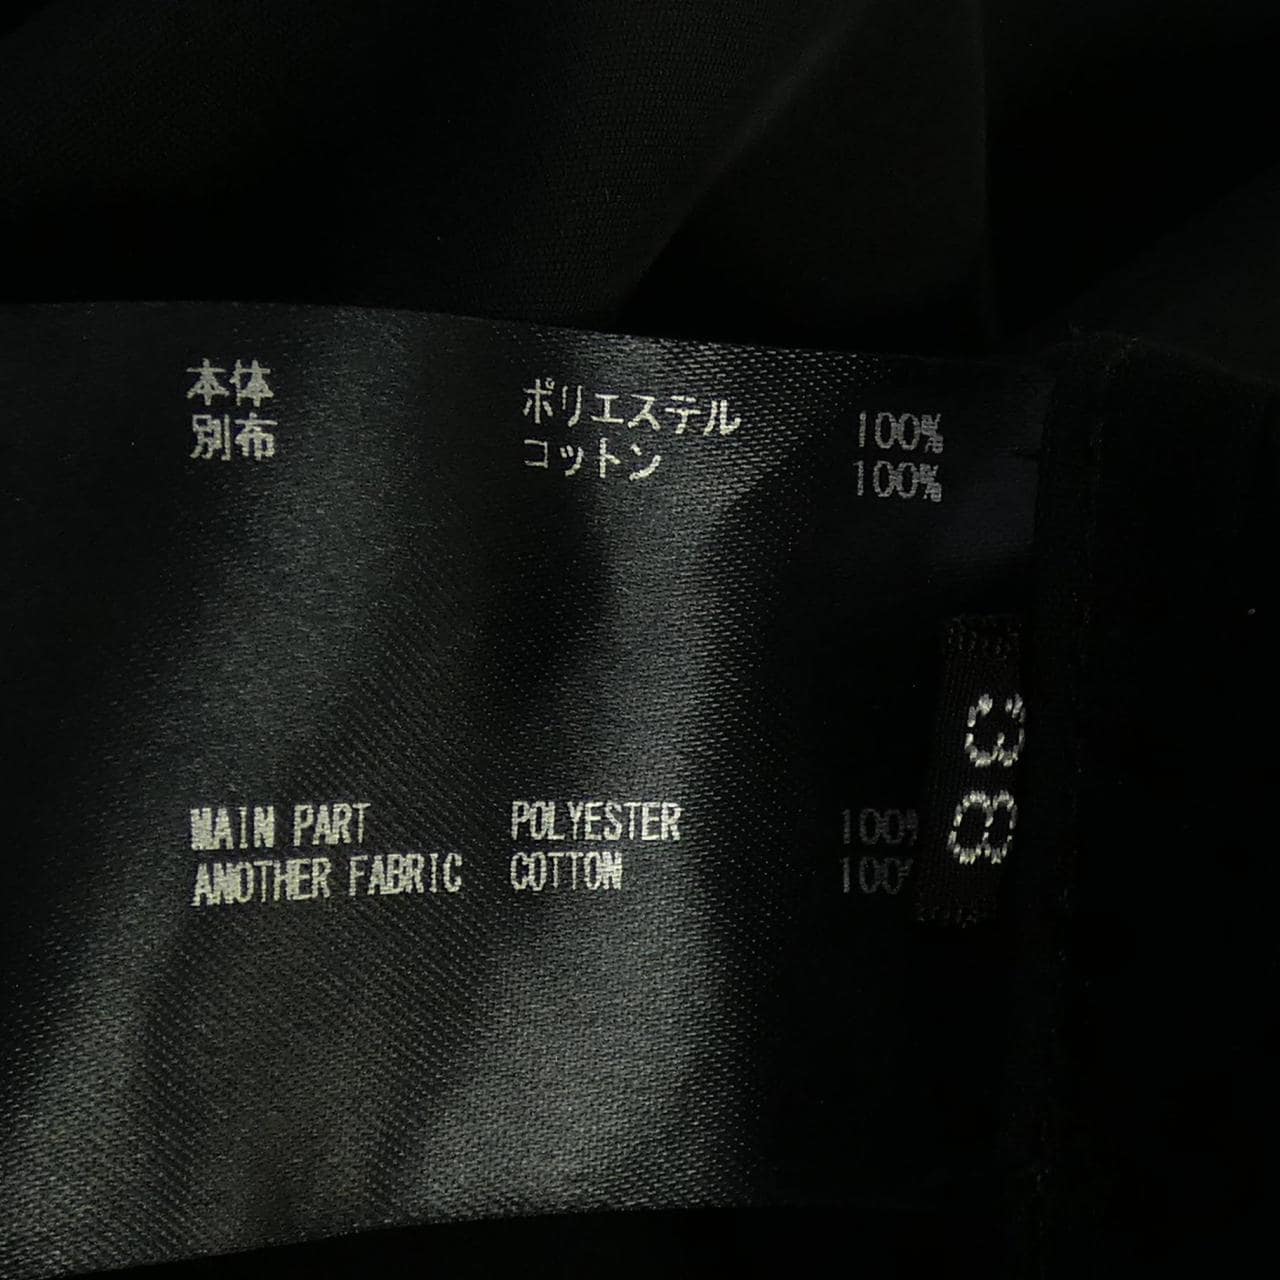 本体 ポリエステル 100%
別布 コットン 100%
38
MAIN PART POLYESTER 100%
ANOTHER FABRIC COTTON 100%